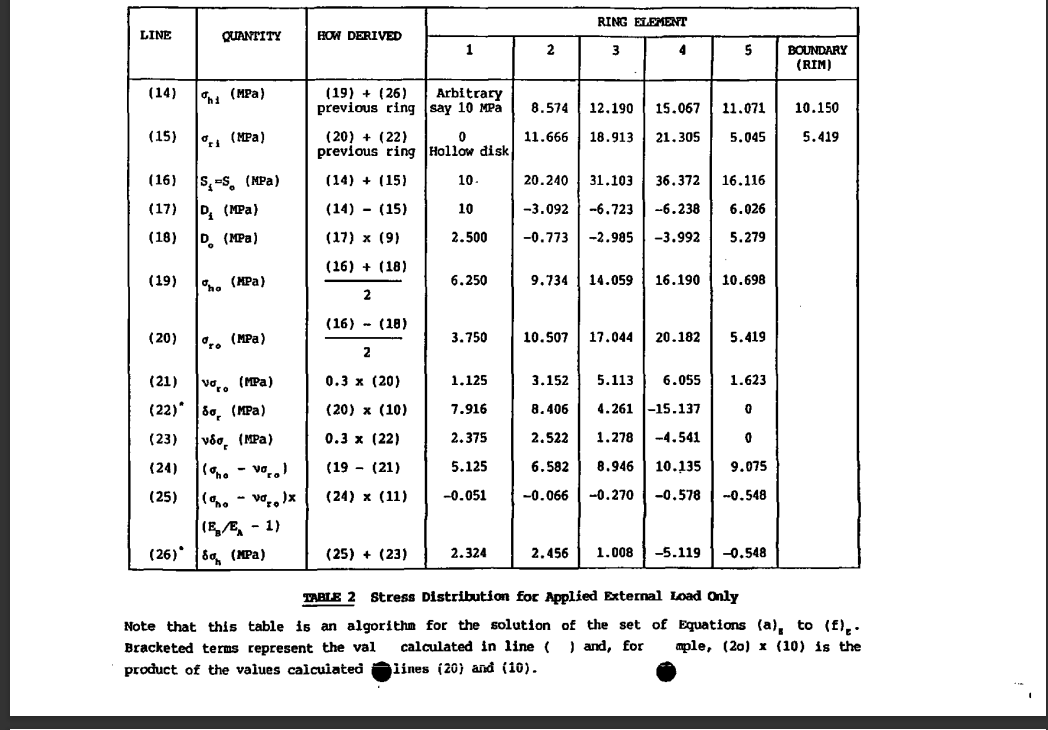 RING ELEMENT
LINE QUANTITY HOW DERIVED 1 2 3 4 5 BOUNDARY
(RIM)
(14) σhi (MPa) (19) + (26) Arbitrary
previous ring say 10 MPa 8.574 12.190 15.067 11.071 10.150
(15) σri (MPa) (20) + (22) 0 11.666 18.913 21.305 5.045 5.419
previous ring Hollow disk
(16) Si=So (MPa) (14) + (15) 10 20.240 31.103 36.372 16.116
(17) Di (MPa) (14) - (15) 10 -3.092 -6.723 -6.238 6.026
(18) Do (MPa) (17) x (9) 2.500 -0.773 -2.985 -3.992 5.279
(16) + (18)
(19) σho (MPa) 6.250 9.734 14.059 16.190 10.698
2
(16) - (18)
(20) σro (MPa) 3.750 10.507 17.044 20.182 5.419
2
(21) νσro (MPa) 0.3 x (20) 1.125 3.152 5.113 6.055 1.623
(22)* δσr (MPa) (20) x (10) 7.916 8.406 4.261 -15.137 0
(23) νδσr (MPa) 0.3 x (22) 2.375 2.522 1.278 -4.541 0
(24) (σho - νσro) (19 - (21) 5.125 6.582 8.946 10.135 9.075
(25) (σho - νσro)x (24) x (11) -0.051 -0.066 -0.270 -0.578 -0.548
(EB/EA - 1)
(26)* δσh (MPa) (25) + (23) 2.324 2.456 1.008 -5.119 -0.548
TABLE 2 Stress Distribution for Applied External Load Only
Note that this table is an algorithm for the solution of the set of Equations (a)E to (f)E.
Bracketed terms represent the val calculated in line ( ) and, for mple, (2o) x (10) is the
product of the values calculated lines (20) and (10).